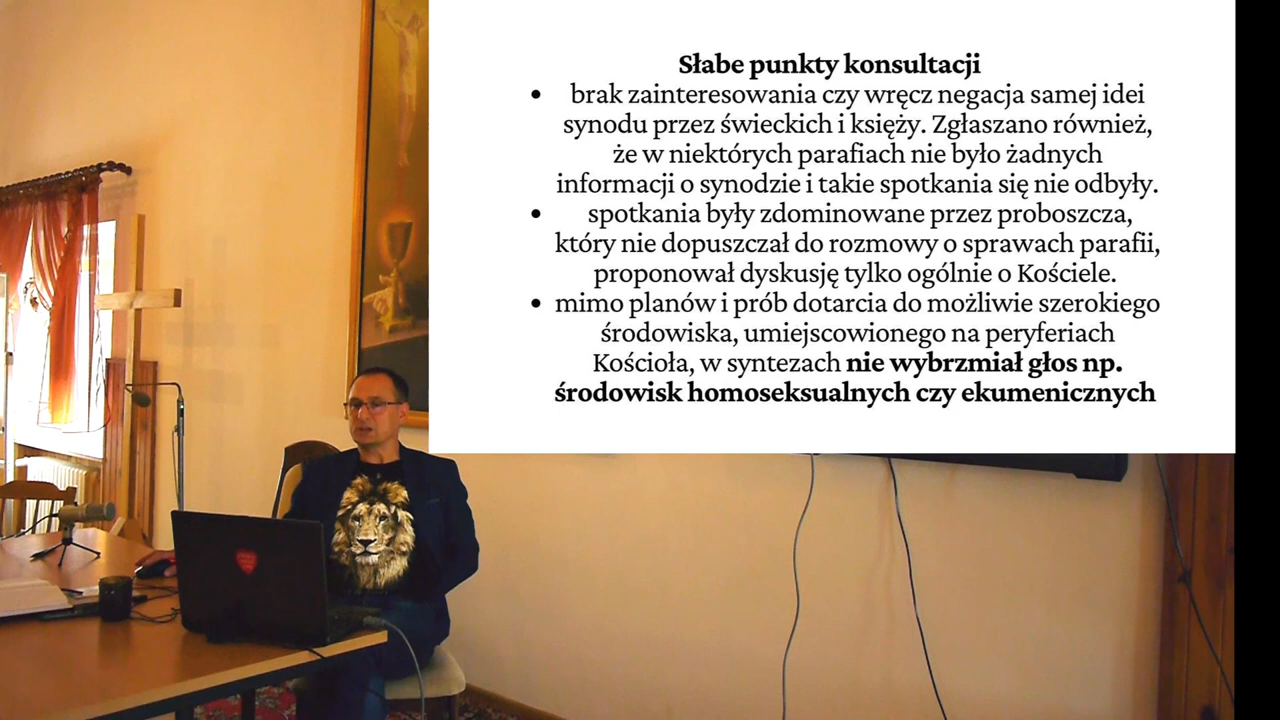 Słabe punkty konsultacji
• brak zainteresowania czy wręcz negacja samej idei
synodu przez świeckich i księży. Zgłaszano również,
że w niektórych parafiach nie było żadnych
informacji o synodzie i takie spotkania się nie odbyły.
• spotkania były zdominowane przez proboszcza,
który nie dopuszczał do rozmowy o sprawach parafii,
proponował dyskusję tylko ogólnie o Kościele.
• mimo planów i prób dotarcia do możliwie szerokiego
środowiska, umiejscowionego na peryferiach
Kościoła, w syntezach nie wybrzmiał głos np.
środowisk homoseksualnych czy ekumenicznych